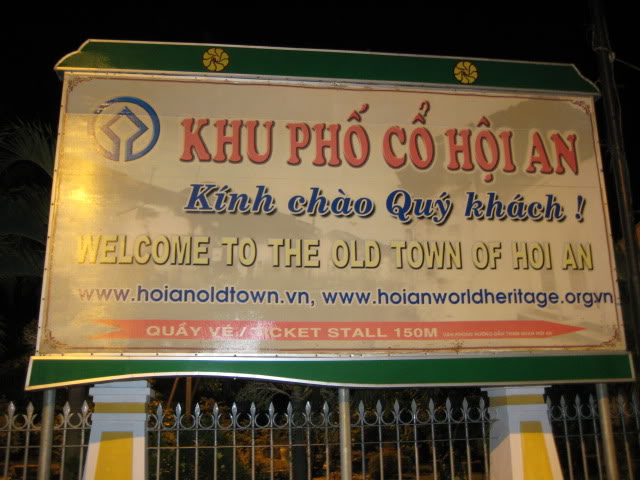 KHU PHỐ CỔ HỘI AN
Kính chào Quý khách !
WELCOME TO THE OLD TOWN OF HOI AN
www.hoianoldtown.vn, www.hoianworldheritage.org.vn
QUẦY VÉ / TICKET STALL 150M